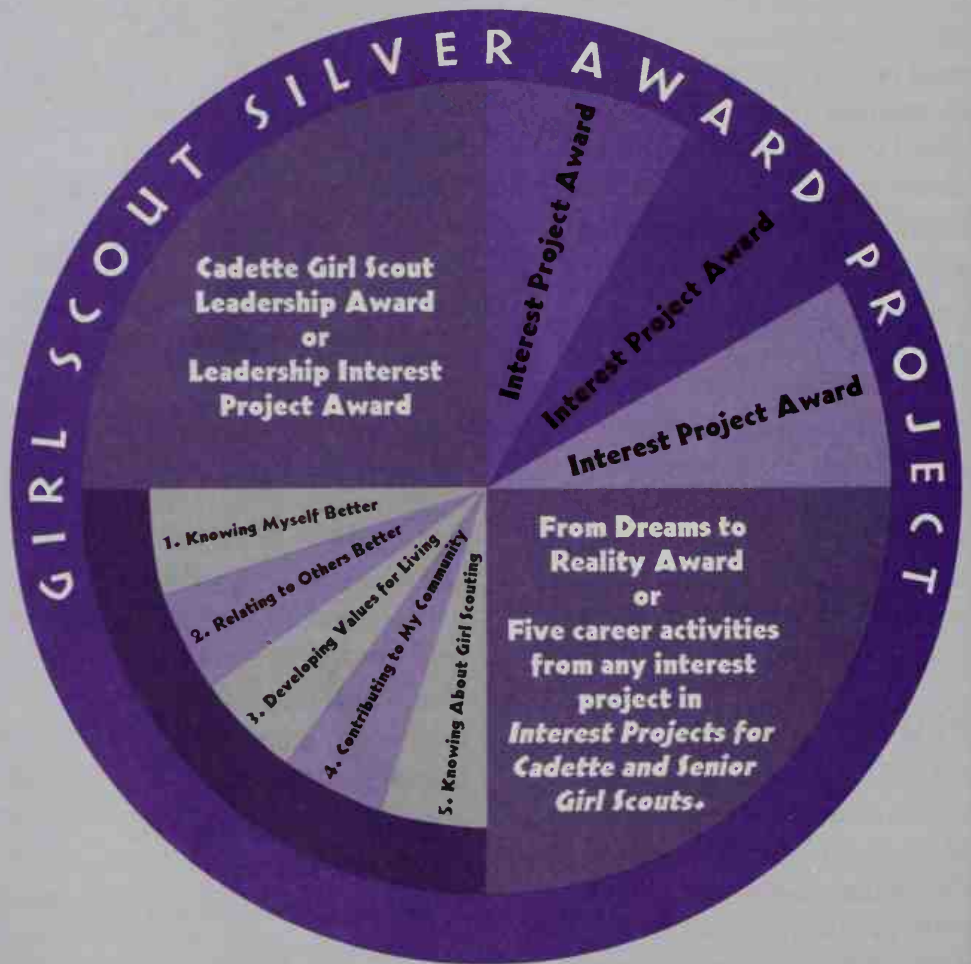 GIRL SCOUT SILVER AWARD PROJECT
Cadette Girl Scout
Leadership Award
or
Leadership Interest
Project Award
Interest Project Award
Interest Project Award
Interest Project Award
1. Knowing Myself Better
2. Relating to Others Better
3. Developing Values for Living
4. Contributing to My Community
5. Knowing About Girl Scouting
From Dreams to
Reality Award
or
Five career activities
from any interest
project in
Interest Projects for
Cadette and Senior
Girl Scouts.